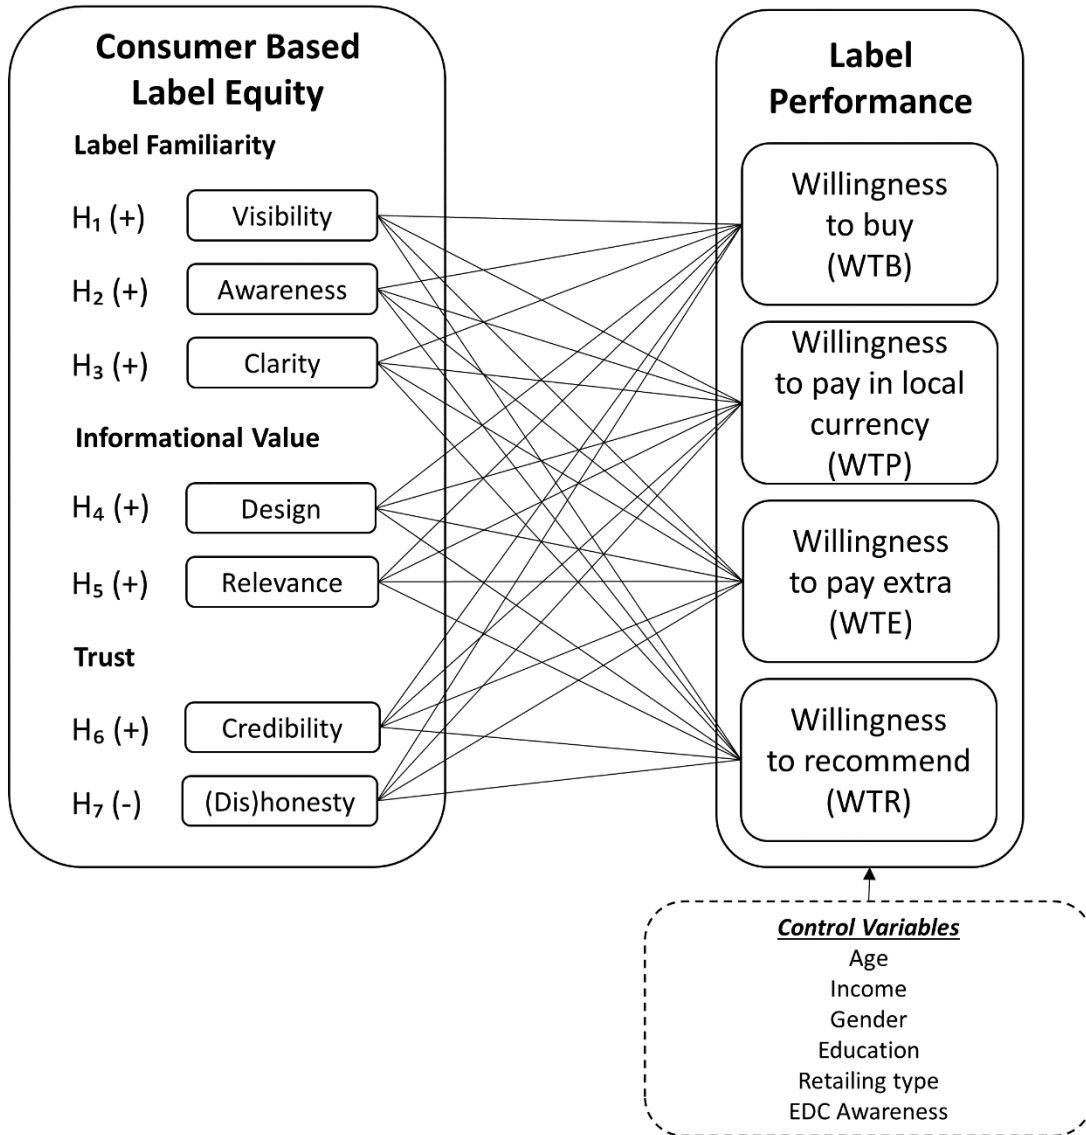 Consumer Based
Label Equity
Label Familiarity
H₁ (+) Visibility
H₂ (+) Awareness
H₃ (+) Clarity
Informational Value
H₄ (+) Design
H₅ (+) Relevance
Trust
H₆ (+) Credibility
H₇ (-) (Dis)honesty
Label
Performance
Willingness
to buy
(WTB)
Willingness
to pay in local
currency
(WTP)
Willingness
to pay extra
(WTE)
Willingness
to recommend
(WTR)
Control Variables
Age
Income
Gender
Education
Retailing type
EDC Awareness